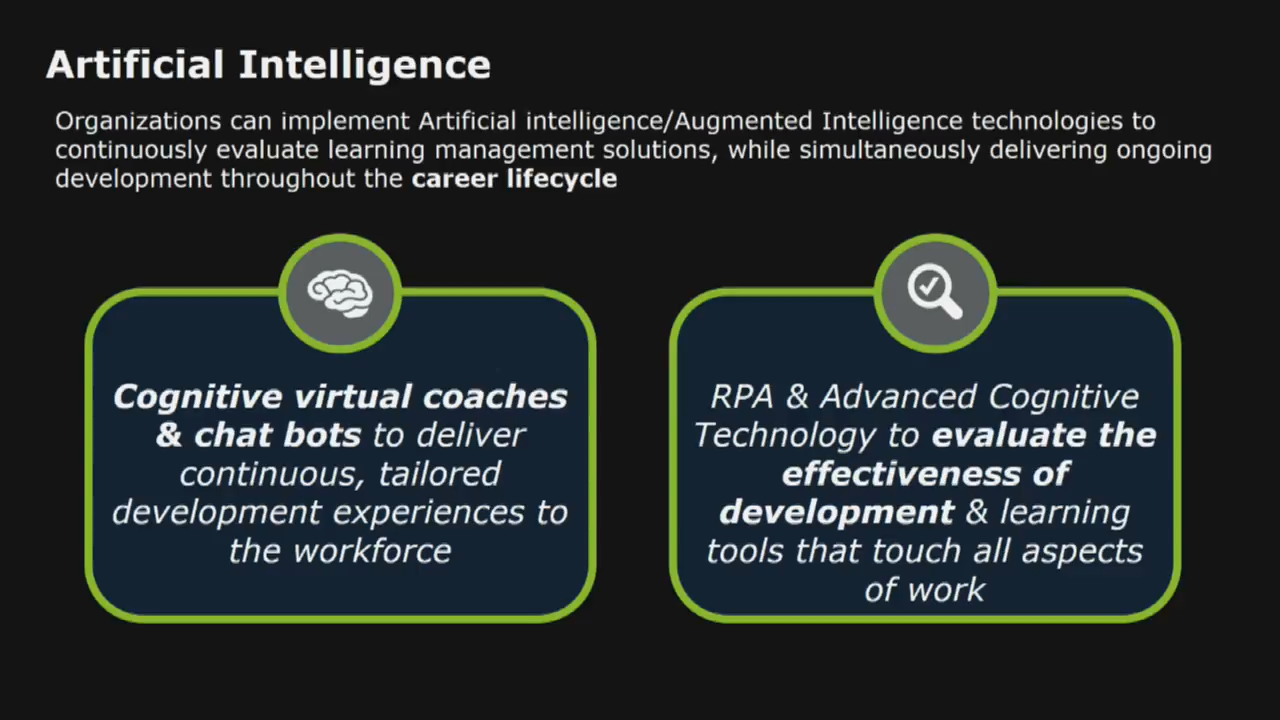 Artificial Intelligence
Organizations can implement Artificial intelligence/Augmented Intelligence technologies to
continuously evaluate learning management solutions, while simultaneously delivering ongoing
development throughout the career lifecycle
Cognitive virtual coaches
& chat bots to deliver
continuous, tailored
development experiences to
the workforce
RPA & Advanced Cognitive
Technology to evaluate the
effectiveness of
development & learning
tools that touch all aspects
of work